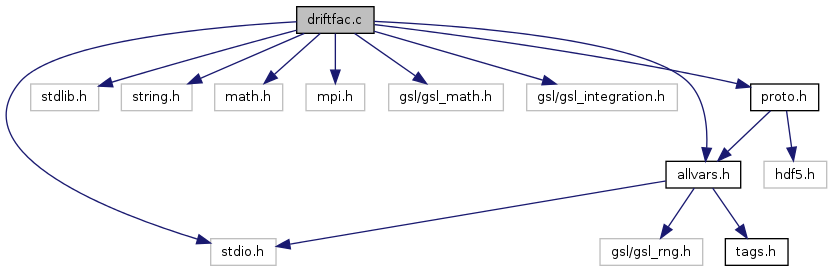 driftfac.c
stdlib.h
string.h
math.h
mpi.h
gsl/gsl_math.h
gsl/gsl_integration.h
proto.h
allvars.h
hdf5.h
stdio.h
gsl/gsl_rng.h
tags.h